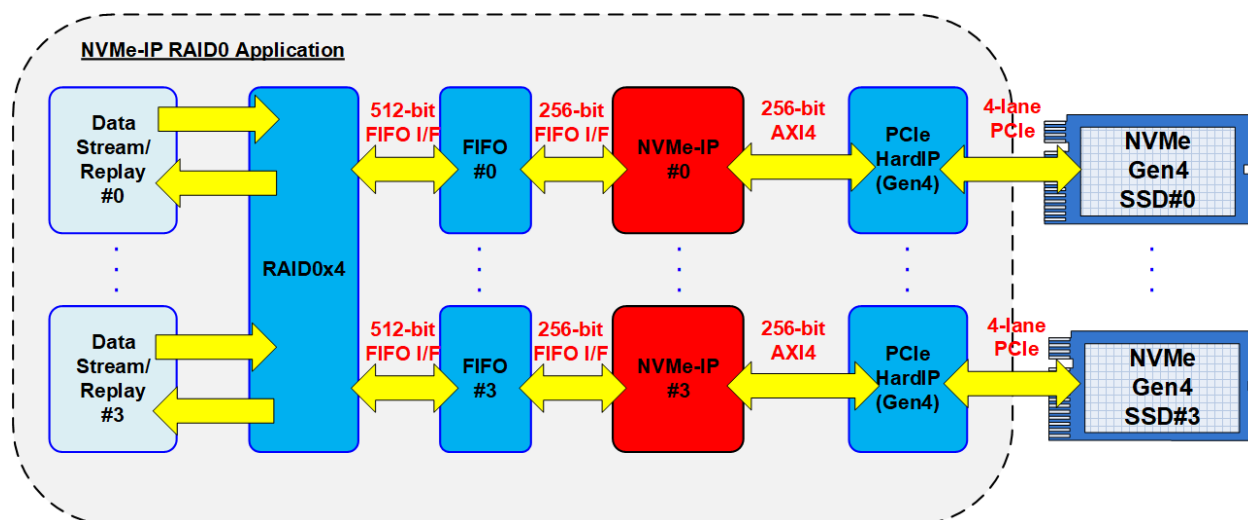 NVMe-IP RAID0 Application
Data
Stream/
Replay
#0
RAID0x4
512-bit
FIFO I/F
FIFO
#0
256-bit
FIFO I/F
NVMe-IP
#0
256-bit
AXI4
PCIe
HardIP
(Gen4)
4-lane
PCIe
NVMe
Gen4
SSD#0
Data
Stream/
Replay
#3
512-bit
FIFO I/F
FIFO
#3
256-bit
FIFO I/F
NVMe-IP
#3
256-bit
AXI4
PCIe
HardIP
(Gen4)
4-lane
PCIe
NVMe
Gen4
SSD#3